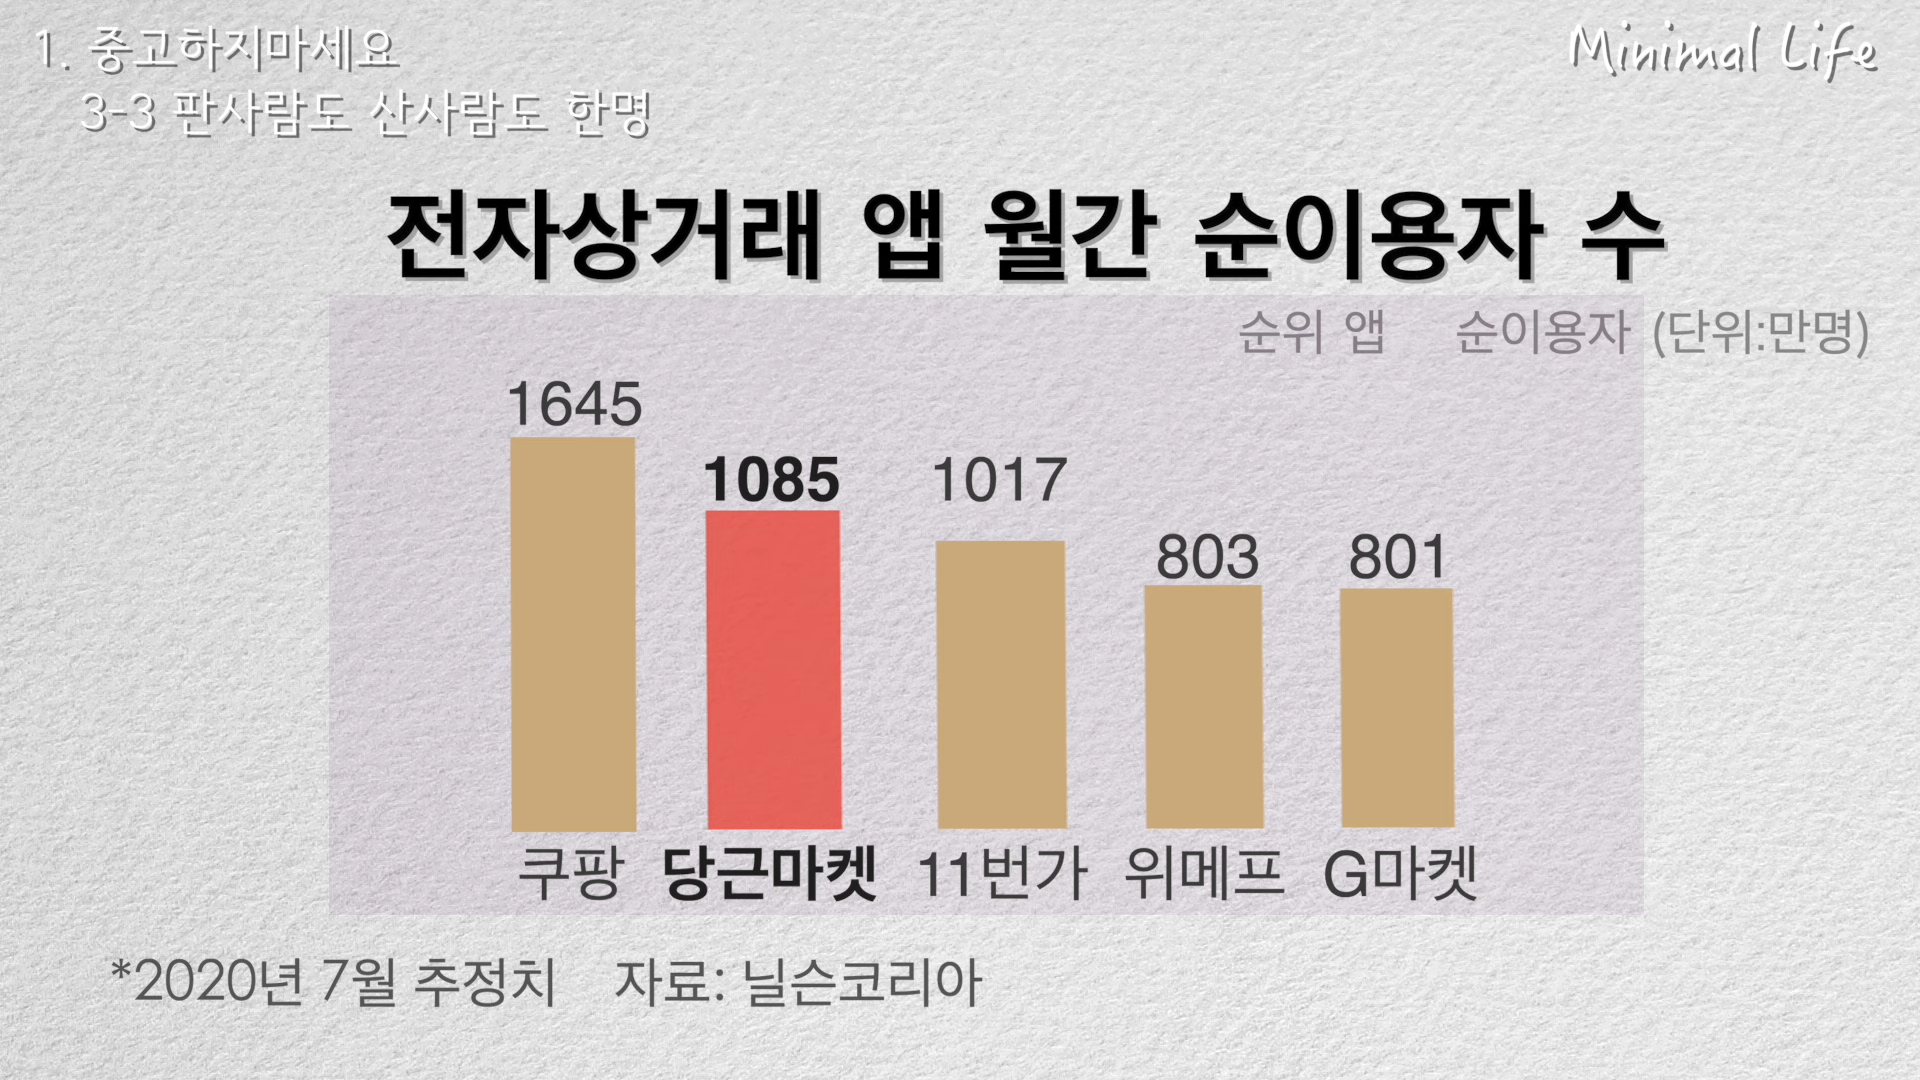 1. 중고하지마세요
3-3 판사람도 산사람도 한명
Minimal Life
전자상거래 앱 월간 순이용자 수
순위 앱 순이용자 (단위:만명)
1645
1085
1017
803
801
쿠팡 당근마켓 11번가 위메프 G마켓
*2020년 7월 추정치 자료: 닐슨코리아